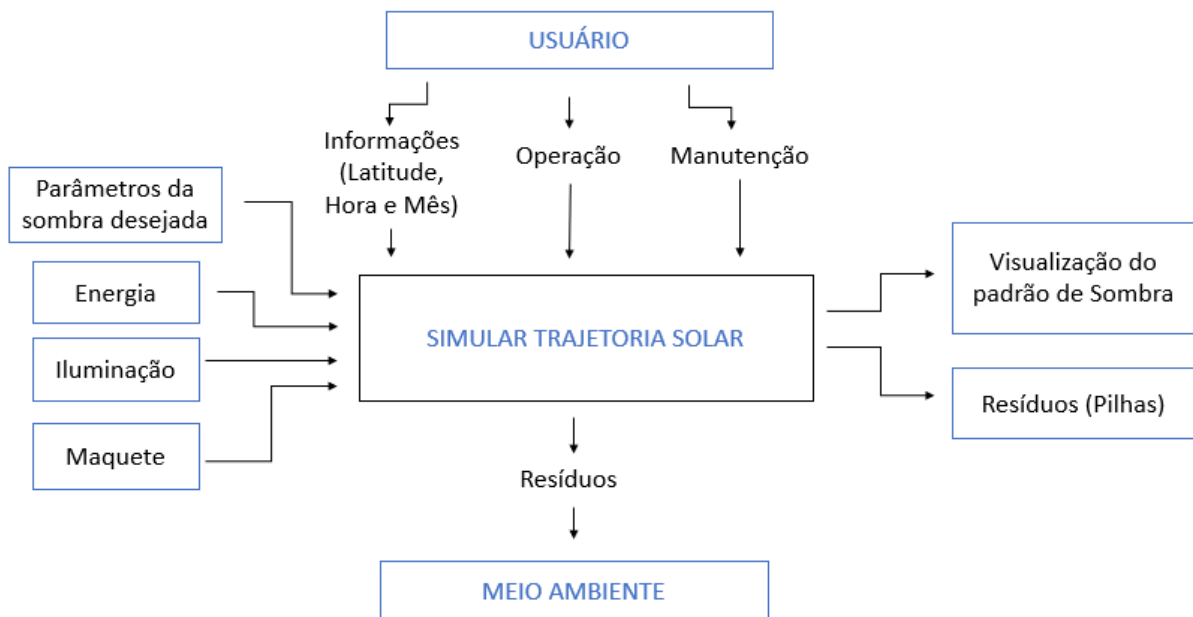 USUÁRIO
Informações
(Latitude,
Hora e Mês)
Operação
Manutenção
Parâmetros da
sombra desejada
Energia
Iluminação
Maquete
SIMULAR TRAJETORIA SOLAR
Visualização do
padrão de Sombra
Resíduos (Pilhas)
Resíduos
MEIO AMBIENTE